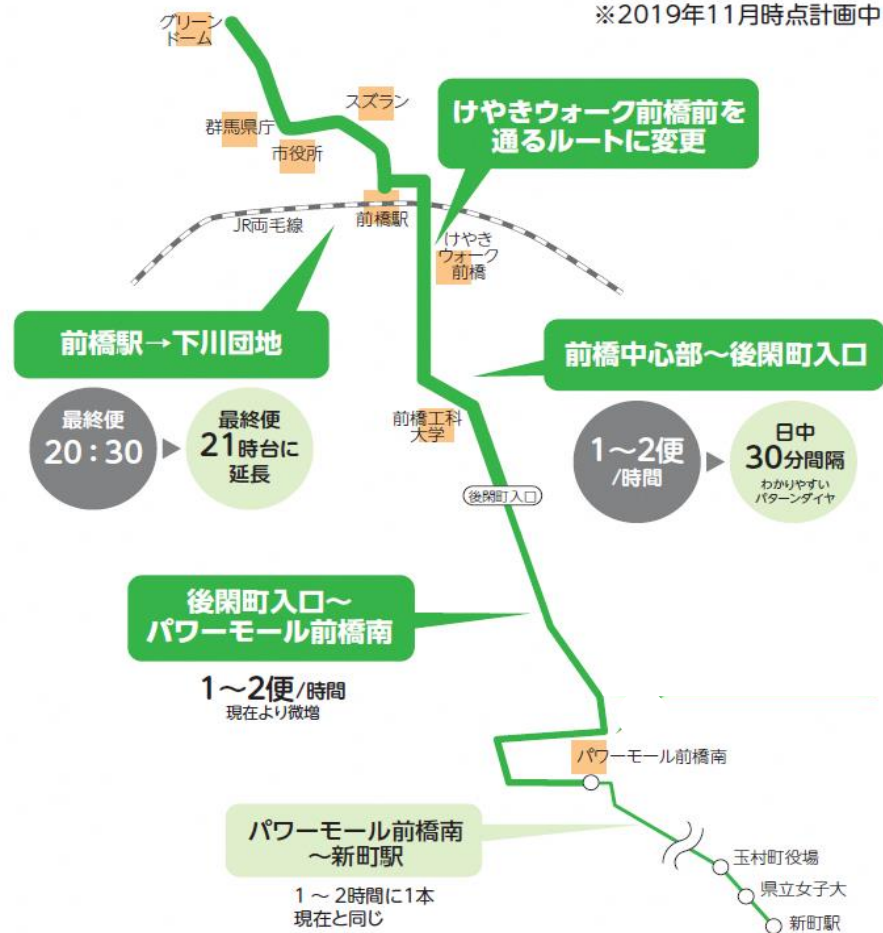 ※2019年11月時点計画中
グリーン
ドーム
スズラン
群馬県庁
市役所
けやきウォーク前橋前を
通るルートに変更
JR両毛線
前橋駅
けやき
ウォーク
前橋
前橋駅→下川団地
最終便
20:30
最終便
21時台に
延長
前橋中心部～後閑町入口
1～2便
/時間
日中
30分間隔
わかりやすい
パターンダイヤ
前橋工科
大学
後閑町入口
後閑町入口～
パワーモール前橋南
1～2便/時間
現在より微増
パワーモール前橋南
パワーモール前橋南
～新町駅
1～2時間に1本
現在と同じ
玉村町役場
県立女子大
新町駅